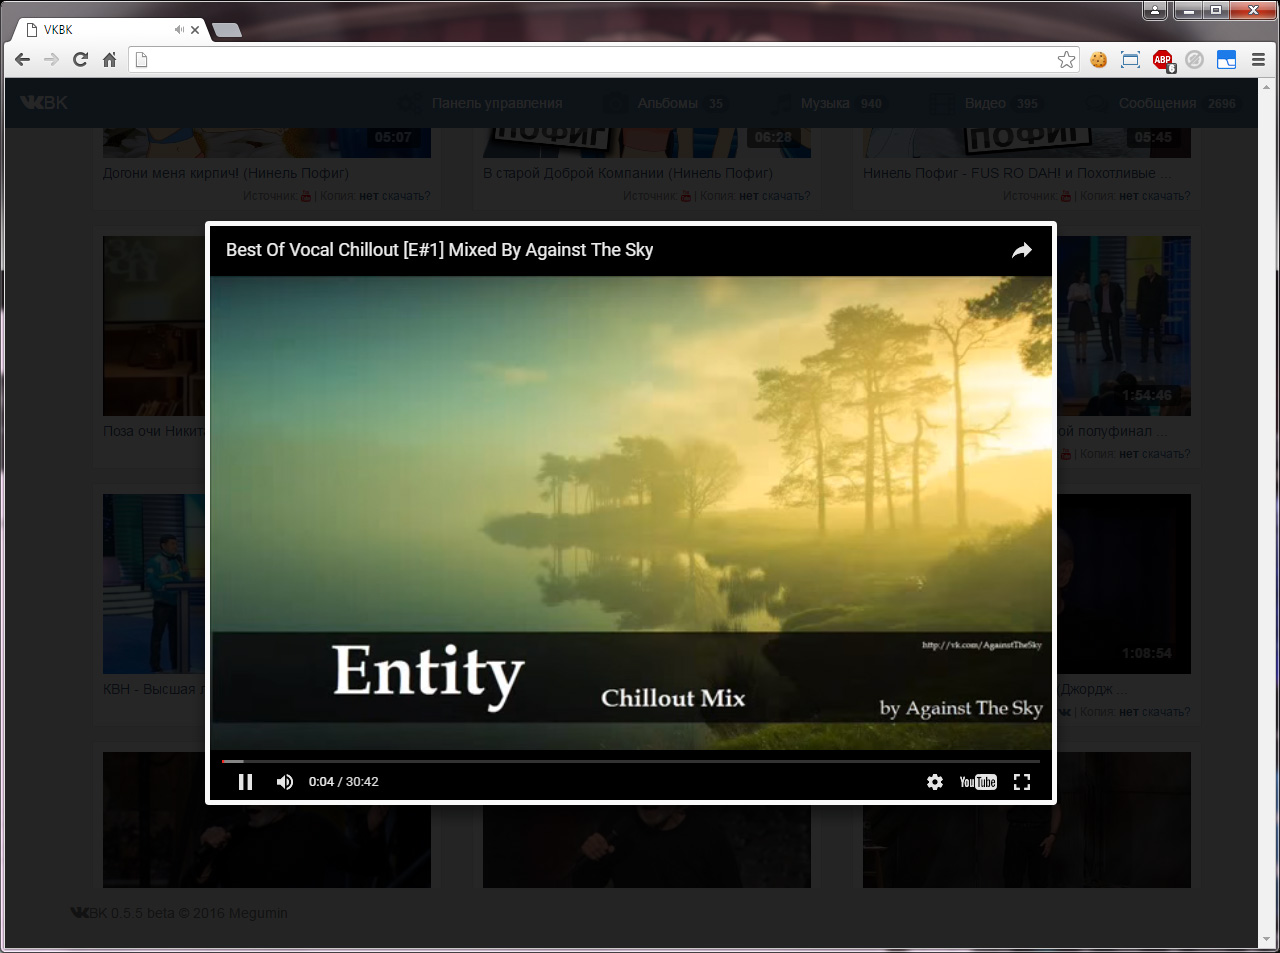 VKBK
ABP
6
BK
Панель управления
Альбомы 35
Музыка 940
Видео 395
Сообщения 2696
05:07
ПОФИГ
06:28
ПОФИГ
05:45
Догони меня кирпич! (Нинель Пофиг)
В старой Доброй Компании (Нинель Пофиг)
Нинель Пофиг - FUS RO DAH! и Похотливые ...
Источник: | Копия: нет скачать?
Источник: | Копия: нет скачать?
Источник: | Копия: нет скачать?
Best Of Vocal Chillout [E#1] Mixed By Against The Sky
1:54:46
Поза очи Никит
ой полуфинал ...
| Копия: нет скачать?
http://vk.com/AgainstTheSky
Entity
Chillout Mix
by Against The Sky
1:08:54
КВН - Высшая л
Джордж ...
| Копия: нет скачать?
0:04 / 30:42
YouTube
BK 0.5.5 beta © 2016 Megumin